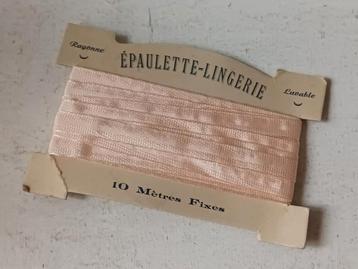 Rayonne
ÉPAULETTE-LINGERIE
Lavable
10 Mètres Fixes